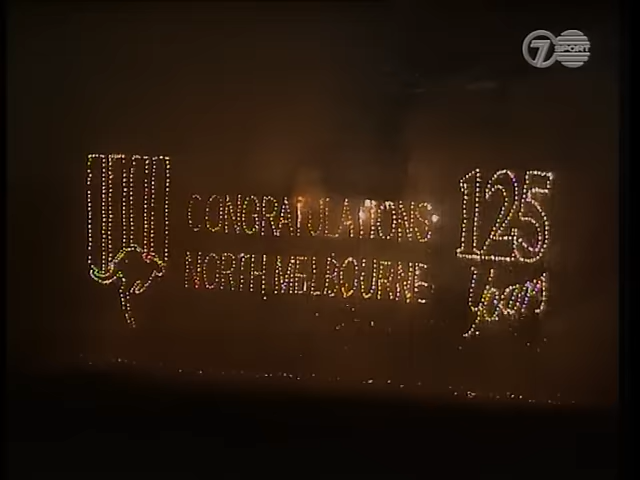 7 SPORT
CONGRATULATIONS
NORTH MELBOURNE
125
Years